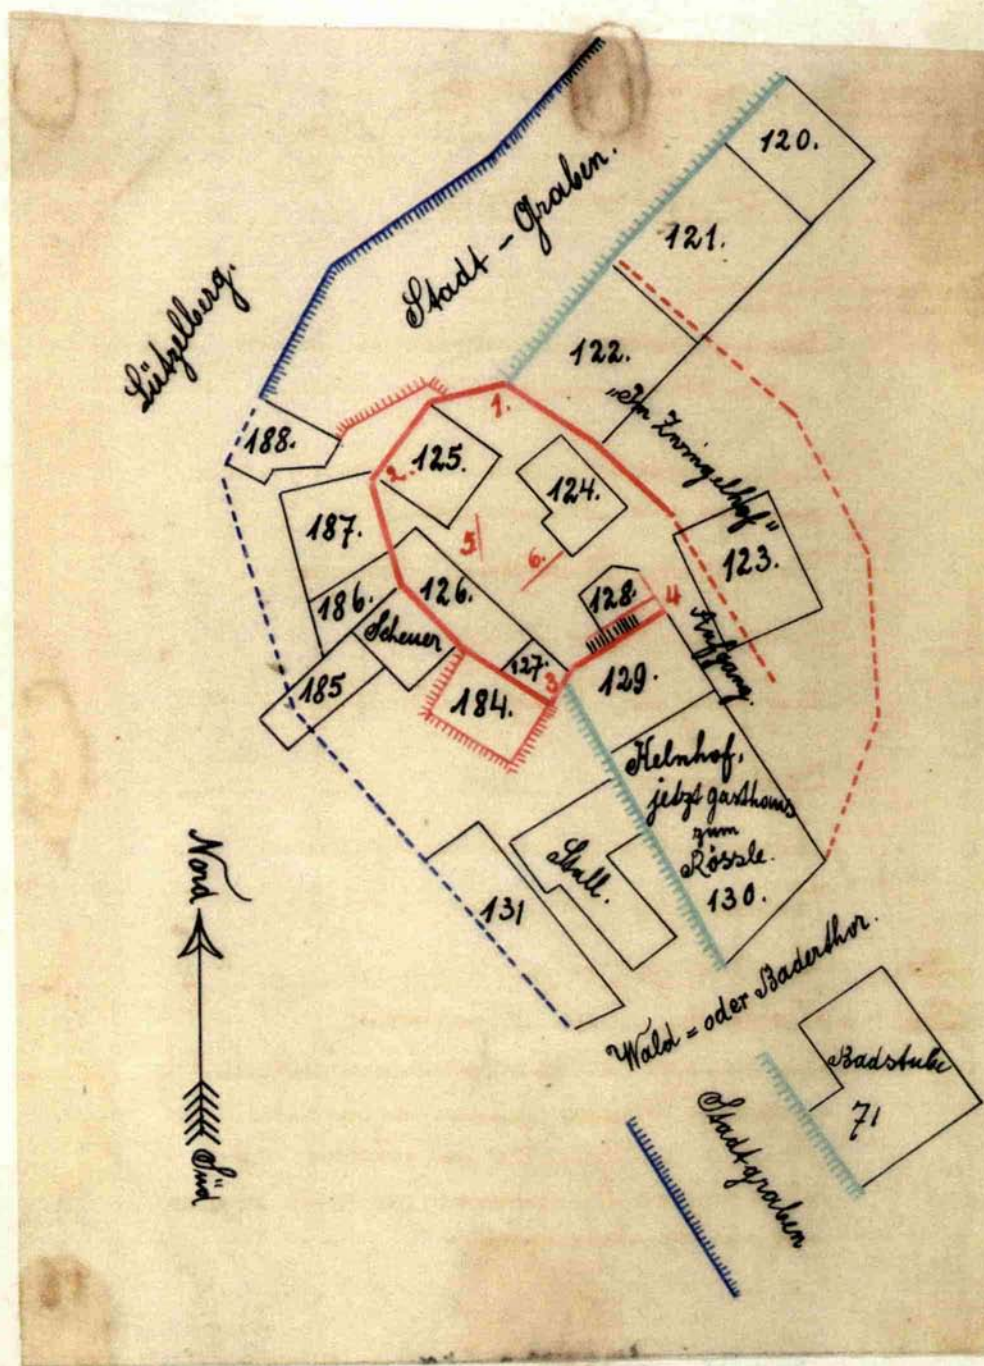 120.
Stadt - Graben.
121.
Lützelberg.
122.
1.
"Im Zwingelhof"
188.
125.
2.
124.
187.
5.
6.
123.
186.
126.
128.
4
Scheuer
Aufgang.
127.
3
129.
185
184.
Kelnhof,
jetzt Gasthaus
zum
Rössle.
130.
Stall.
131
Nord
Süd
Wald = oder Baderthor.
Badstube
71
Stadtgraben